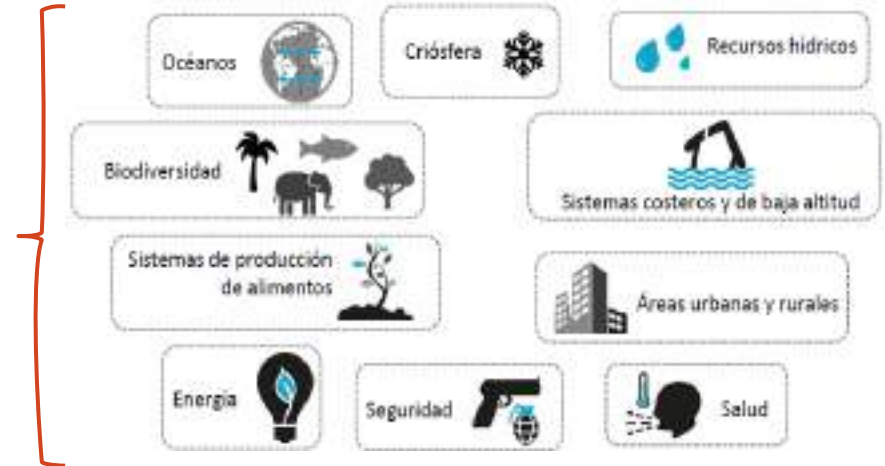 Océanos
Criósfera
Recursos hídricos
Biodiversidad
Sistemas costeros y de baja altitud
Sistemas de producción
de alimentos
Áreas urbanas y rurales
Energía
Seguridad
Salud